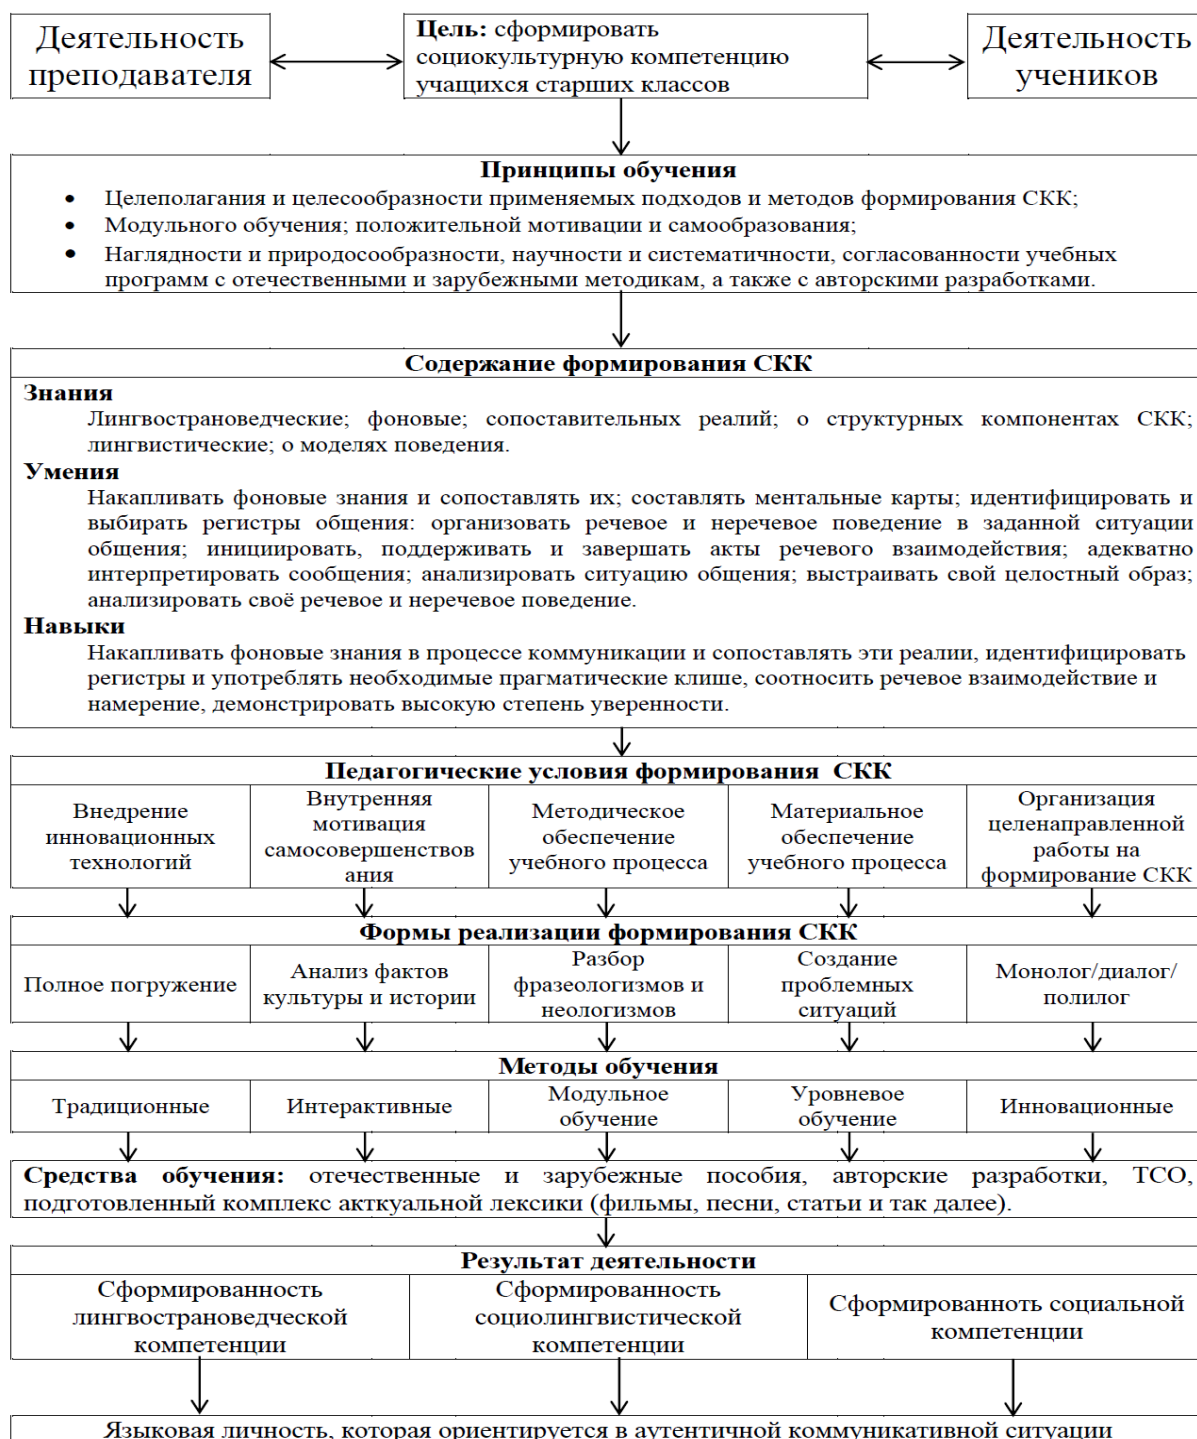 Деятельность
преподавателя
Цель: сформировать
социокультурную компетенцию
учащихся старших классов
Деятельность
учеников
Принципы обучения
• Целеполагания и целесообразности применяемых подходов и методов формирования СКК;
• Модульного обучения; положительной мотивации и самообразования;
• Наглядности и природосообразности, научности и систематичности, согласованности учебных
программ с отечественными и зарубежными методикам, а также с авторскими разработками.
Содержание формирования СКК
Знания
Лингвострановедческие; фоновые; сопоставительных реалий; о структурных компонентах СКК;
лингвистические; о моделях поведения.
Умения
Накапливать фоновые знания и сопоставлять их; составлять ментальные карты; идентифицировать и
выбирать регистры общения: организовать речевое и неречевое поведение в заданной ситуации
общения; инициировать, поддерживать и завершать акты речевого взаимодействия; адекватно
интерпретировать сообщения; анализировать ситуацию общения; выстраивать свой целостный образ;
анализировать своё речевое и неречевое поведение.
Навыки
Накапливать фоновые знания в процессе коммуникации и сопоставлять эти реалии, идентифицировать
регистры и употреблять необходимые прагматические клише, соотносить речевое взаимодействие и
намерение, демонстрировать высокую степень уверенности.
Педагогические условия формирования СКК
Внедрение
инновационных
технологий
Внутренняя
мотивация
самосовершенствов
ания
Методическое
обеспечение
учебного процесса
Материальное
обеспечение
учебного процесса
Организация
целенаправленной
работы на
формирование СКК
Формы реализации формирования СКК
Полное погружение
Анализ фактов
культуры и истории
Разбор
фразеологизмов и
неологизмов
Создание
проблемных
ситуаций
Монолог/диалог/
полилог
Методы обучения
Традиционные
Интерактивные
Модульное
обучение
Уровневое
обучение
Инновационные
Средства обучения: отечественные и зарубежные пособия, авторские разработки, ТСО,
подготовленный комплекс акткуальной лексики (фильмы, песни, статьи и так далее).
Результат деятельности
Сформированность
лингвострановедческой
компетенции
Сформированность
социолингвистической
компетенции
Сформированноть социальной
компетенции
Языковая личность, которая ориентируется в аутентичной коммуникативной ситуации